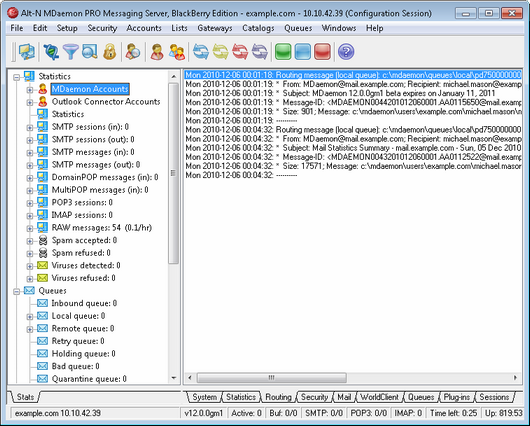 Alt-N MDaemon PRO Messaging Server, BlackBerry Edition - example.com - 10.10.42.39 (Configuration Session)
File Edit Setup Security Accounts Lists Gateways Catalogs Queues Windows Help
Statistics
MDaemon Accounts
Outlook Connector Accounts
Statistics
SMTP sessions (in): 0
SMTP sessions (out): 0
SMTP messages (in): 0
SMTP messages (out): 0
DomainPOP messages (in): 0
MultiPOP messages (in): 0
POP3 sessions: 0
IMAP sessions: 0
RAW messages: 54 (0.1/hr)
Spam accepted: 0
Spam refused: 0
Viruses detected: 0
Viruses refused: 0
Queues
Inbound queue: 0
Local queue: 0
Remote queue: 0
Retry queue: 0
Holding queue: 0
Bad queue: 0
Quarantine queue: 0
Stats
Mon 2010-12-06 00:01:18: Routing message (local queue): c:\mdaemon\queues\local\pd750000000
Mon 2010-12-06 00:01:19: * From: MDaemon@mail.example.com; Recipient: michael.mason@example
Mon 2010-12-06 00:01:19: * Subject: MDaemon 12.0.0gm1 beta expires on January 11, 2011
Mon 2010-12-06 00:01:19: * Message-ID: <MDAEMON0044201012060001.AA0115650@mail.examp
Mon 2010-12-06 00:01:19: * Size: 901; Message: c:\mdaemon\users\example.com\michael.mason\m
Mon 2010-12-06 00:01:19: ----------
Mon 2010-12-06 00:04:32: Routing message (local queue): c:\mdaemon\queues\local\pd750000000
Mon 2010-12-06 00:04:32: * From: MDaemon@mail.example.com; Recipient: michael.mason@example
Mon 2010-12-06 00:04:32: * Subject: Mail Statistics Summary - mail.example.com - Sun, 05 Dec 2010
Mon 2010-12-06 00:04:32: * Message-ID: <MDAEMON0043201012060004.AA0112522@mail.examp
Mon 2010-12-06 00:04:32: * Size: 17571; Message: c:\mdaemon\users\example.com\michael.mason
Mon 2010-12-06 00:04:32: ----------
System Statistics Routing Security Mail WorldClient Queues Plug-ins Sessions
example.com 10.10.42.39 v12.0.0gm1 Active: 0 Buf: 0/0 SMTP: 0/0 POP3: 0/0 IMAP: 0 Time left: 0:25 Up: 819:53